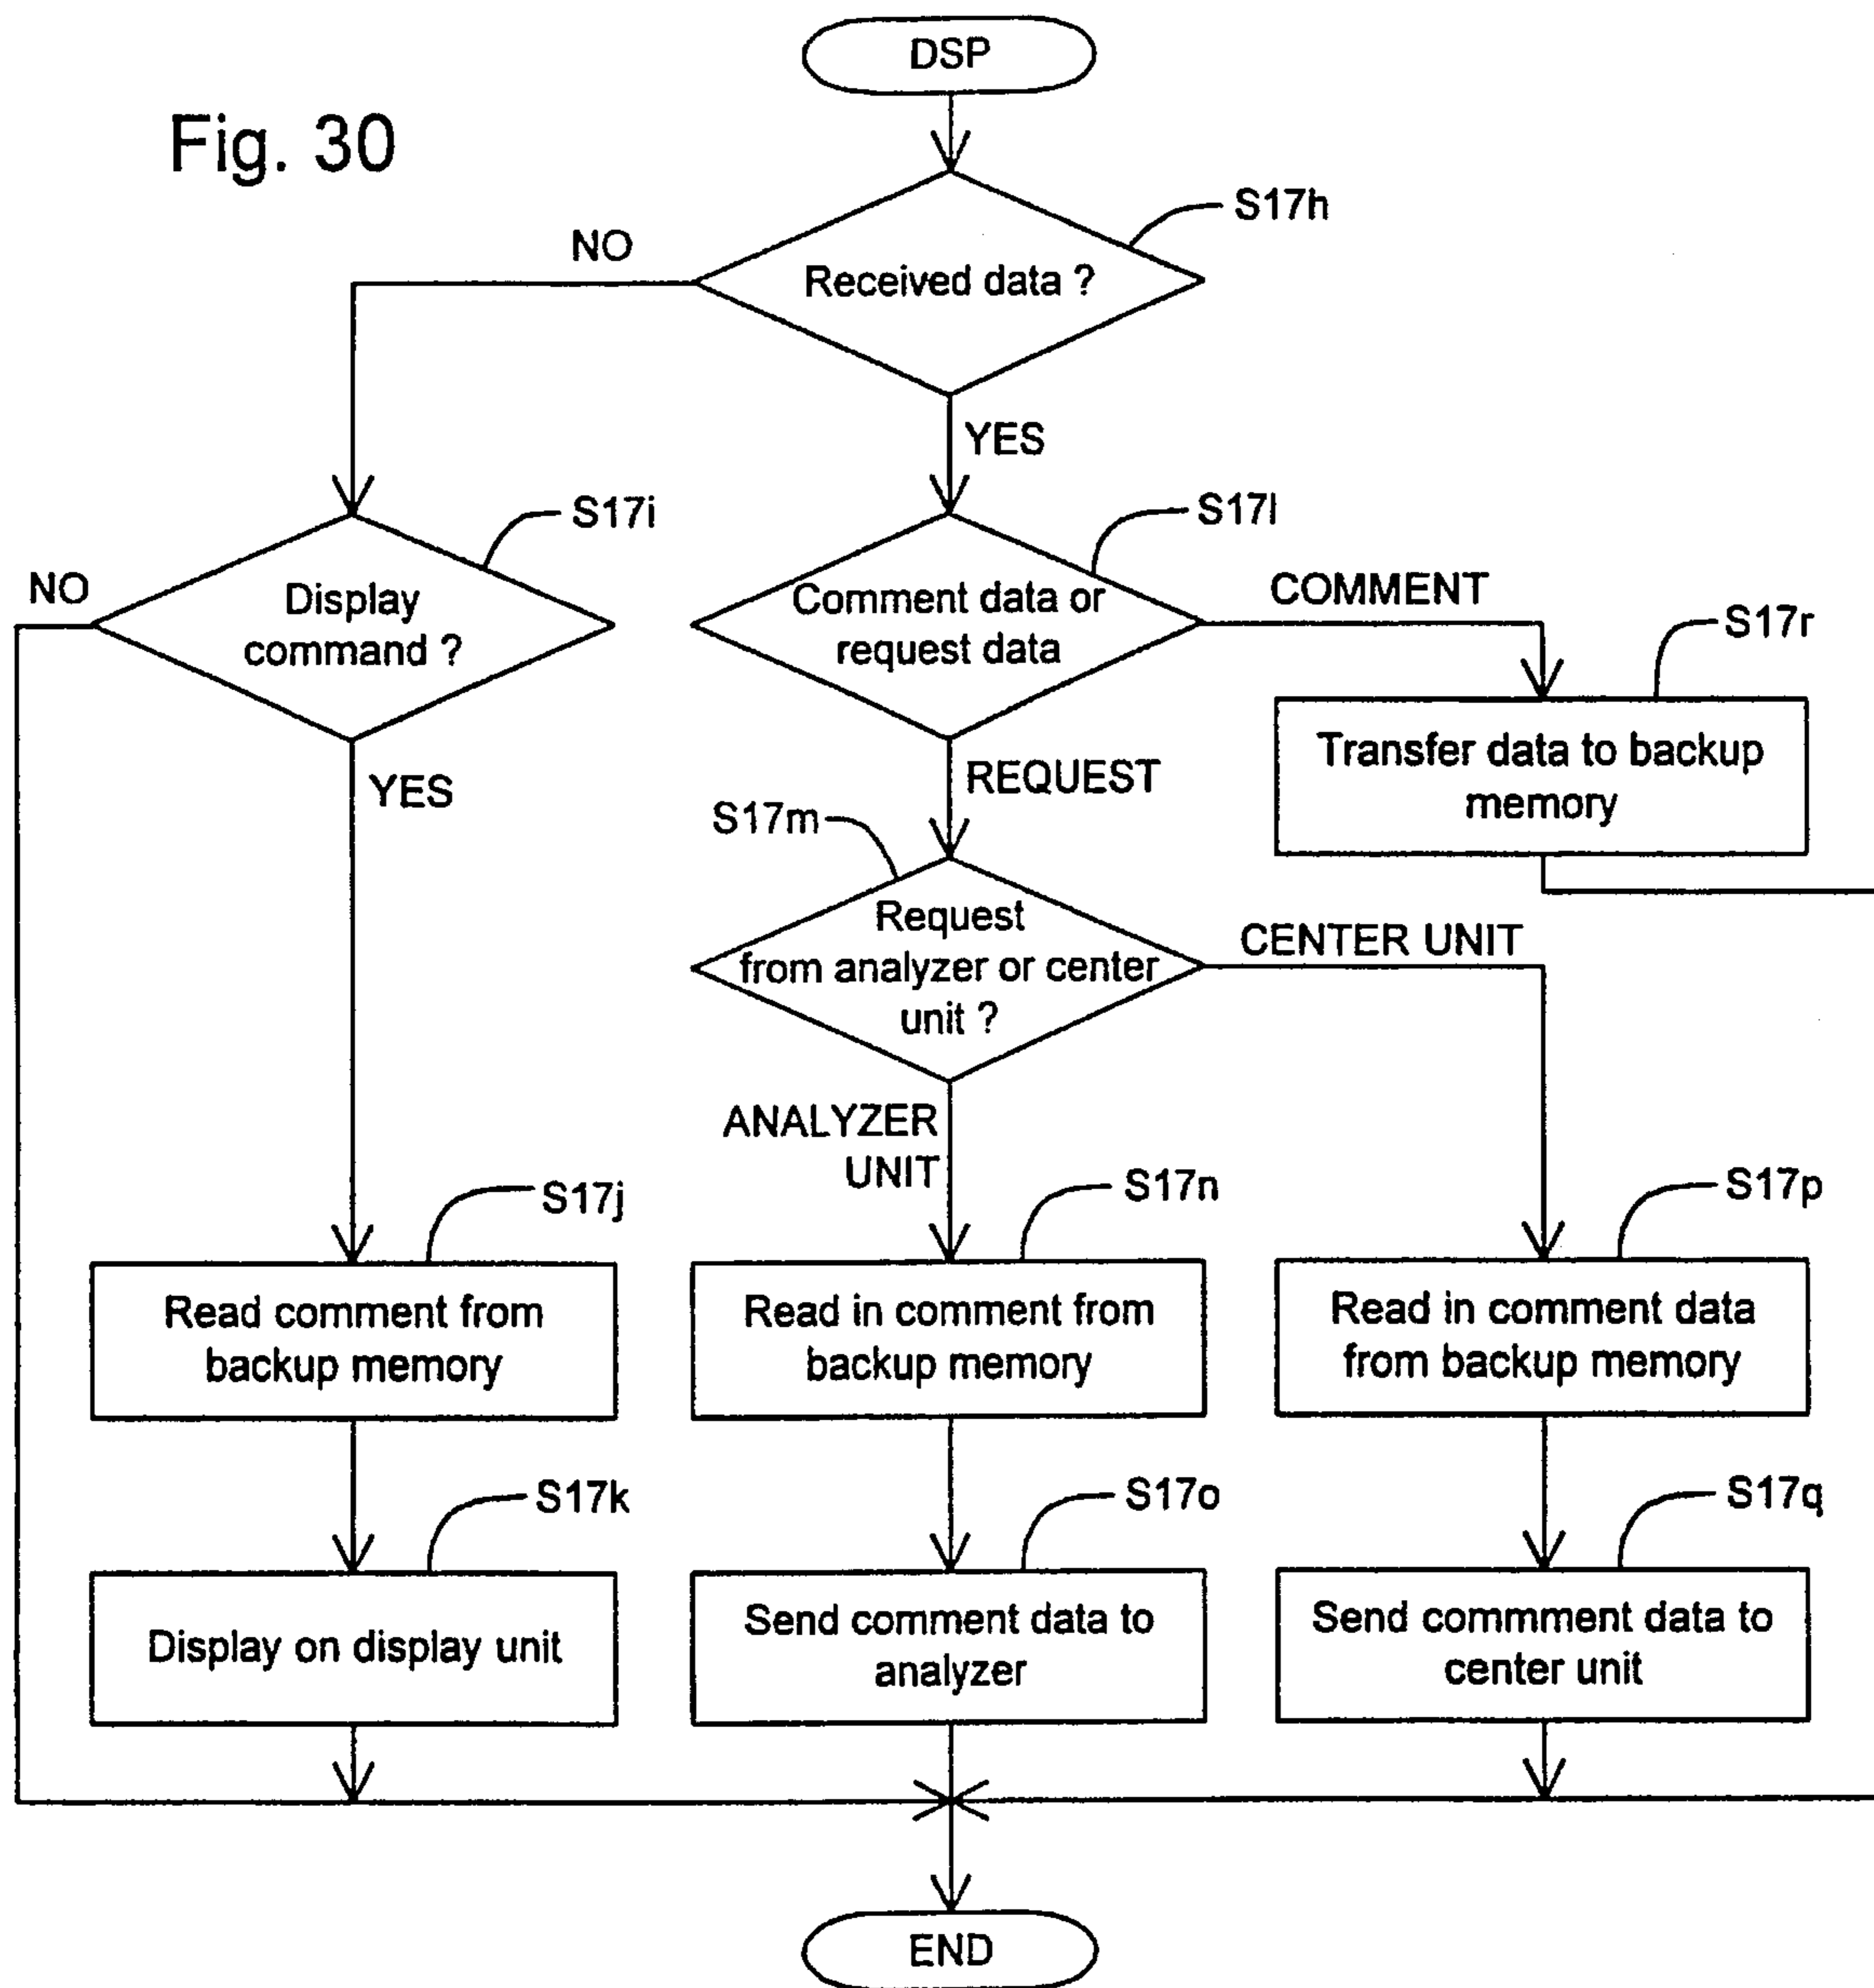 DSP
Fig. 30
S17h
NO
Received data ?
YES
S17i
S17l
NO
Display
command ?
Comment data or
request data
COMMENT
S17r
Transfer data to backup
memory
YES
REQUEST
S17m
Request
from analyzer or center
unit ?
CENTER UNIT
ANALYZER
UNIT
S17j
S17n
S17p
Read comment from
backup memory
Read in comment from
backup memory
Read in comment data
from backup memory
S17k
S17o
S17q
Display on display unit
Send comment data to
analyzer
Send commment data to
center unit
END